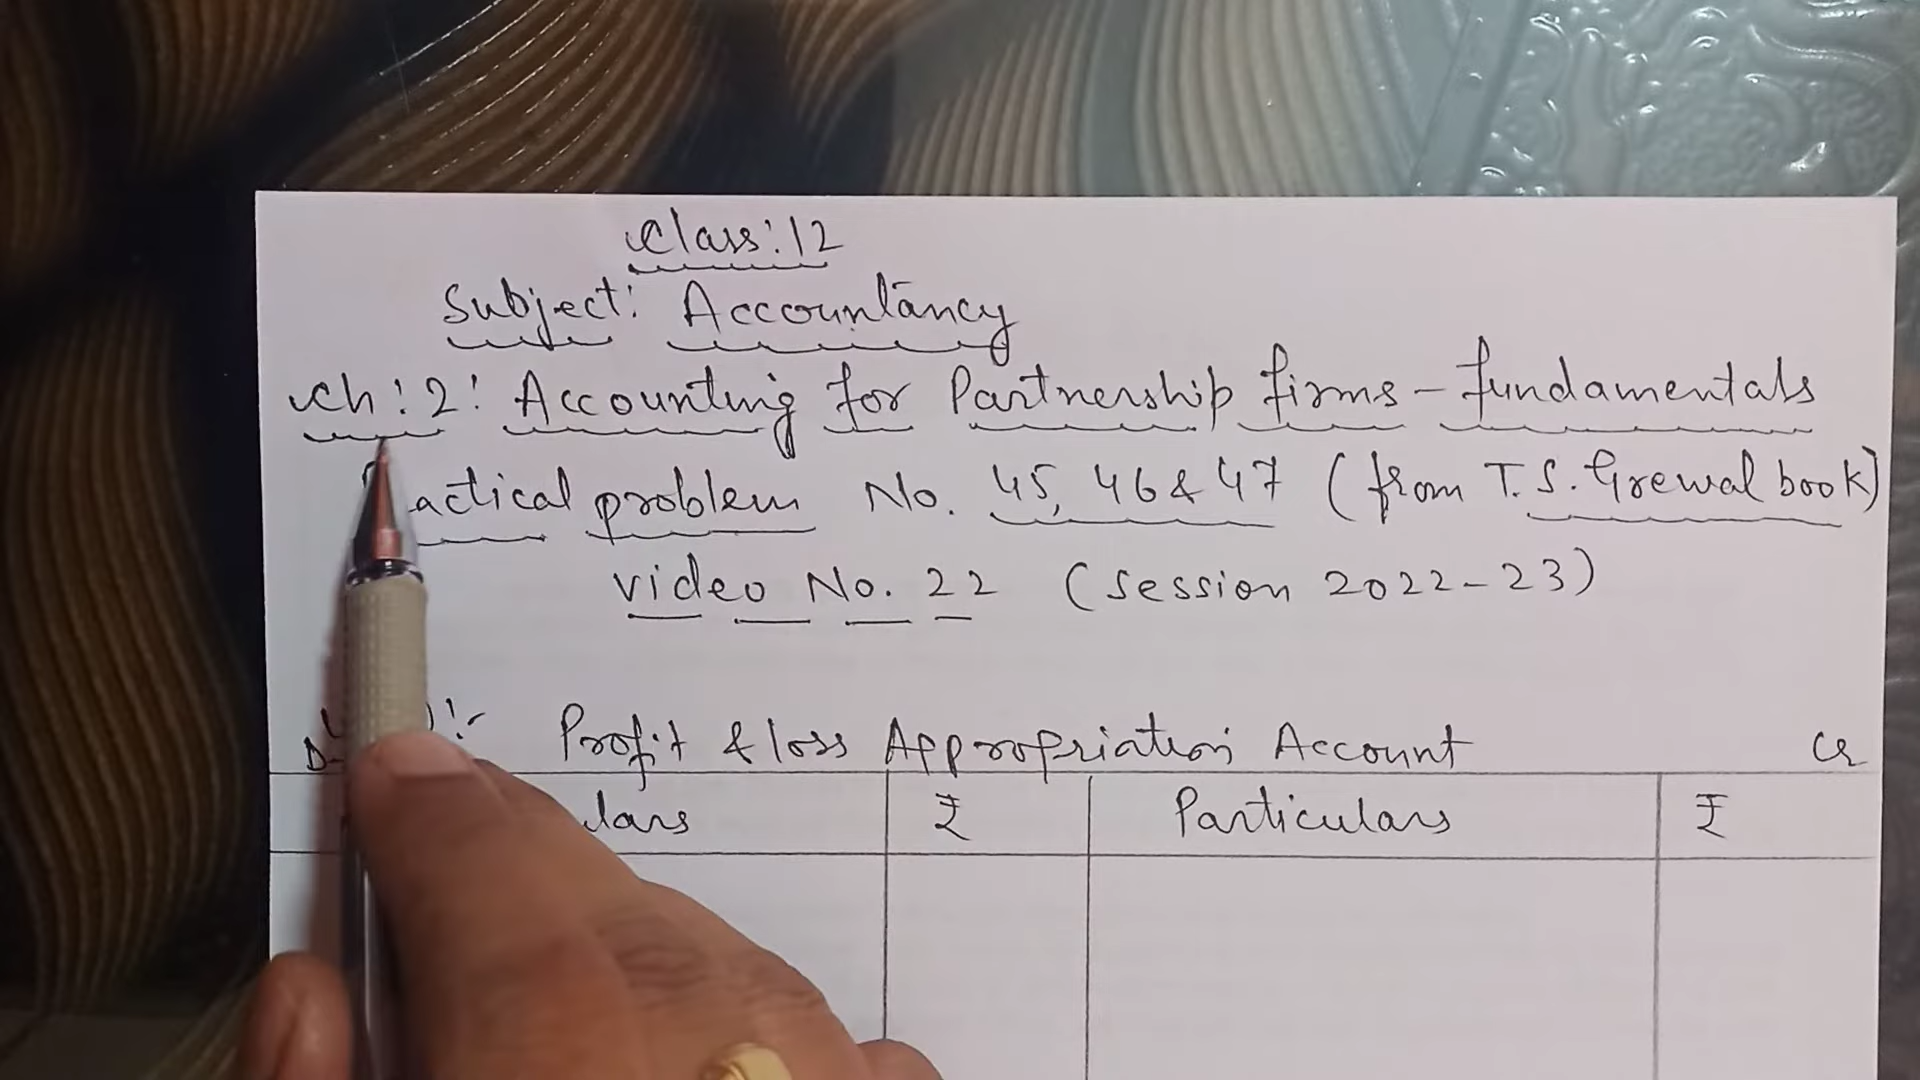 Class: 12
Subject: Accountancy
Ch: 2: Accounting for Partnership firms - fundamentals
actical problem No. 45, 46 & 47 (from T.S. Grewal book)
video No. 22 (session 2022-23)
Profit & loss Appropriation Account Cr
lars ₹ Particulars ₹